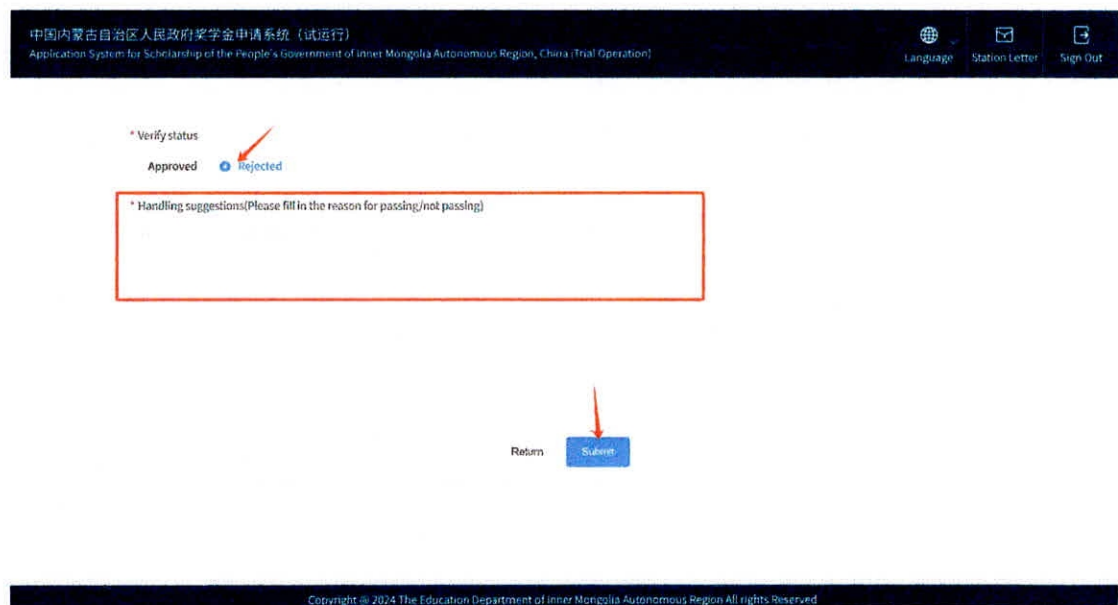 中国内蒙古自治区人民政府奖学金申请系统（试运行）
Application System for Scholarship of the People's Government of Inner Mongolia Autonomous Region, China (Trial Operation)
Language
Station Letter
Sign Out
* Verify status
Approved
Rejected
* Handling suggestions(Please fill in the reason for passing/not passing)
Return
Submit
Copyright © 2024 The Education Department of Inner Mongolia Autonomous Region All rights Reserved